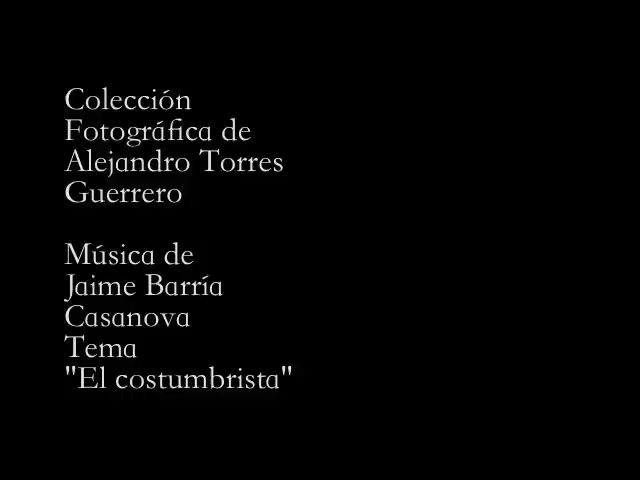 Colección
Fotográfica de
Alejandro Torres
Guerrero
Música de
Jaime Barría
Casanova
Tema
"El costumbrista"